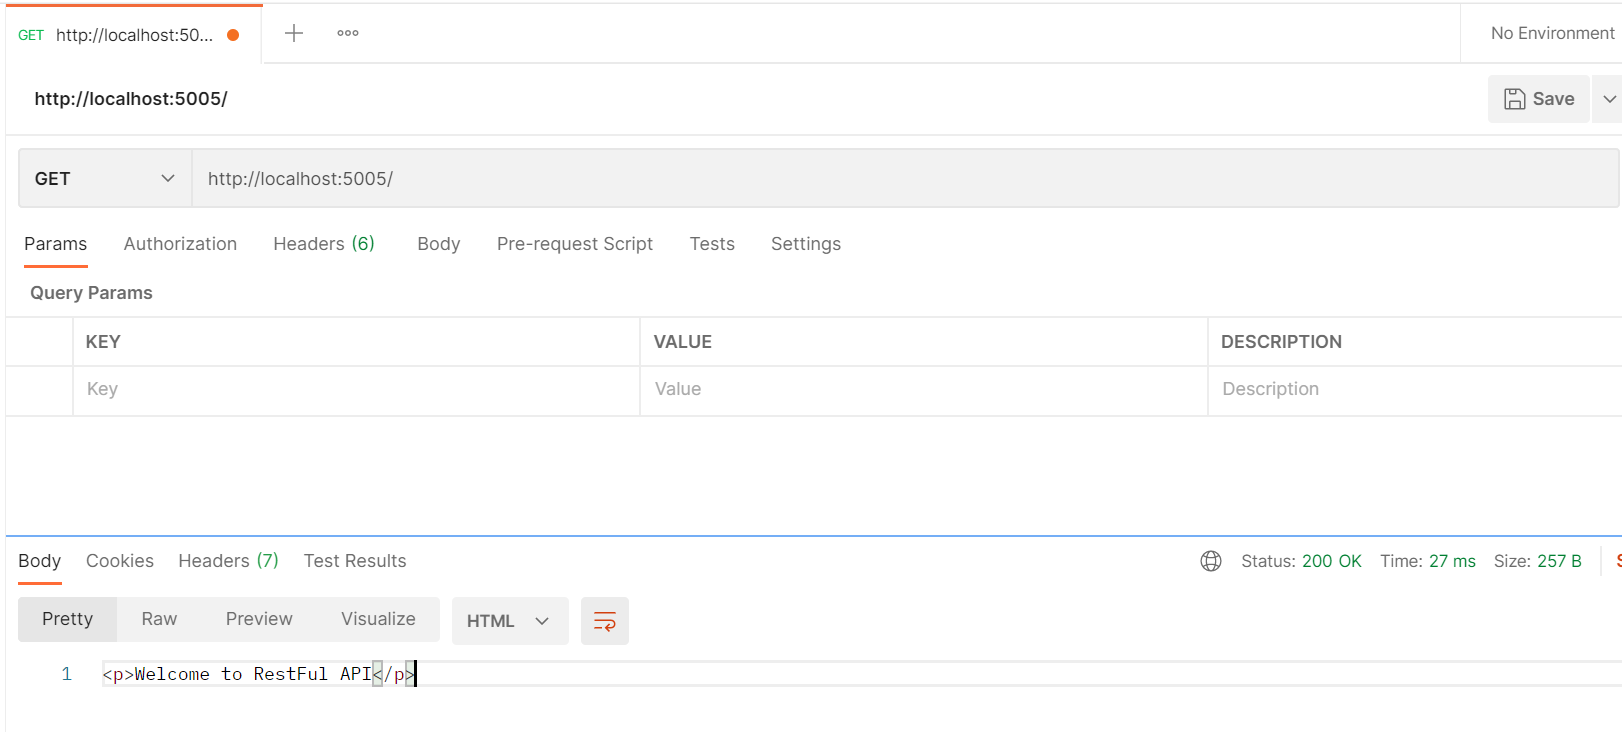 GET http://localhost:50...
No Environment
http://localhost:5005/
Save
GET http://localhost:5005/
Params Authorization Headers (6) Body Pre-request Script Tests Settings
Query Params
KEY VALUE DESCRIPTION
Key Value Description
Body Cookies Headers (7) Test Results Status: 200 OK Time: 27 ms Size: 257 B
Pretty Raw Preview Visualize HTML
1 <p>Welcome to RestFul API</p>